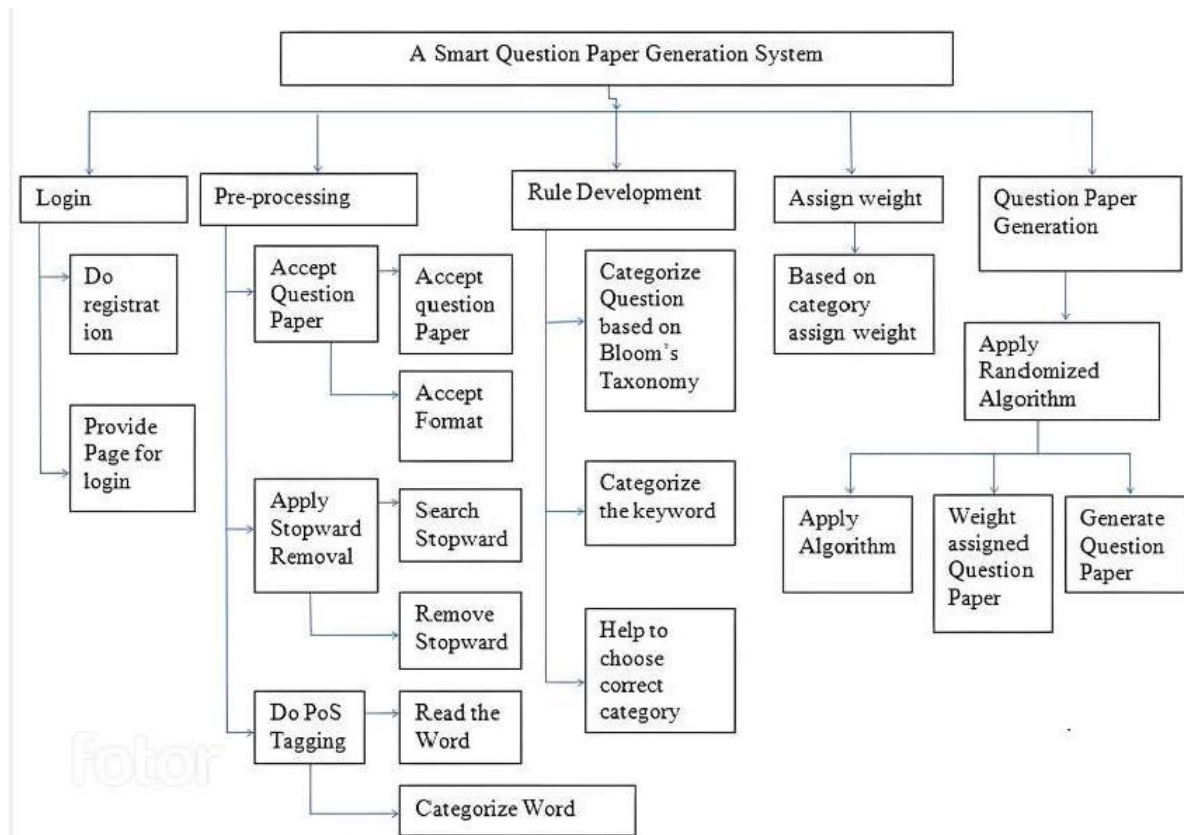 A Smart Question Paper Generation System
Login
Pre-processing
Rule Development
Assign weight
Question Paper
Generation
Do
registrat
ion
Provide
Page for
login
Accept
Question
Paper
Accept
question
Paper
Accept
Format
Apply
Stopward
Removal
Search
Stopward
Remove
Stopward
Do PoS
Tagging
Read the
Word
Categorize Word
Categorize
Question
based on
Bloom's
Taxonomy
Categorize
the keyword
Help to
choose
correct
category
Based on
category
assign weight
Apply
Randomized
Algorithm
Apply
Algorithm
Weight
assigned
Question
Paper
Generate
Question
Paper
fotor